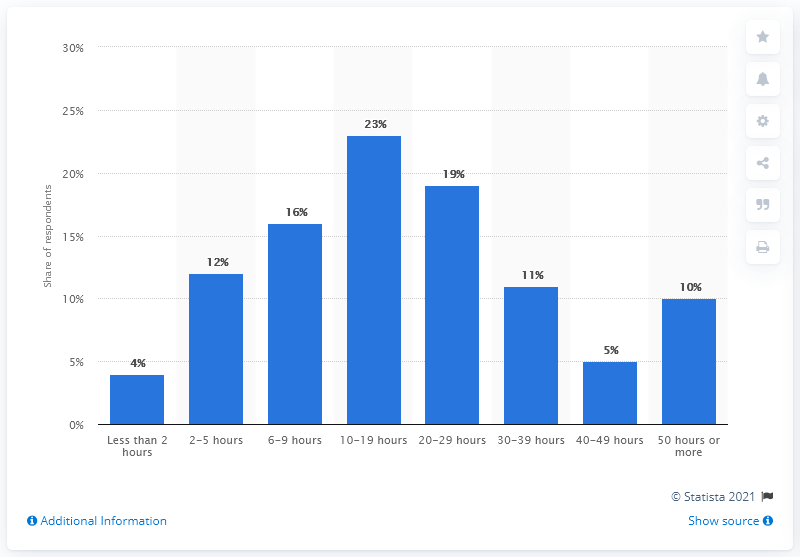 30%
25%
20%
15%
10%
5%
0%
Share of respondents
4%
12%
16%
23%
19%
11%
5%
10%
Less than 2 hours
2–5 hours
6–9 hours
10–19 hours
20–29 hours
30–39 hours
40–49 hours
50 hours or more
© Statista 2021
Additional Information
Show source